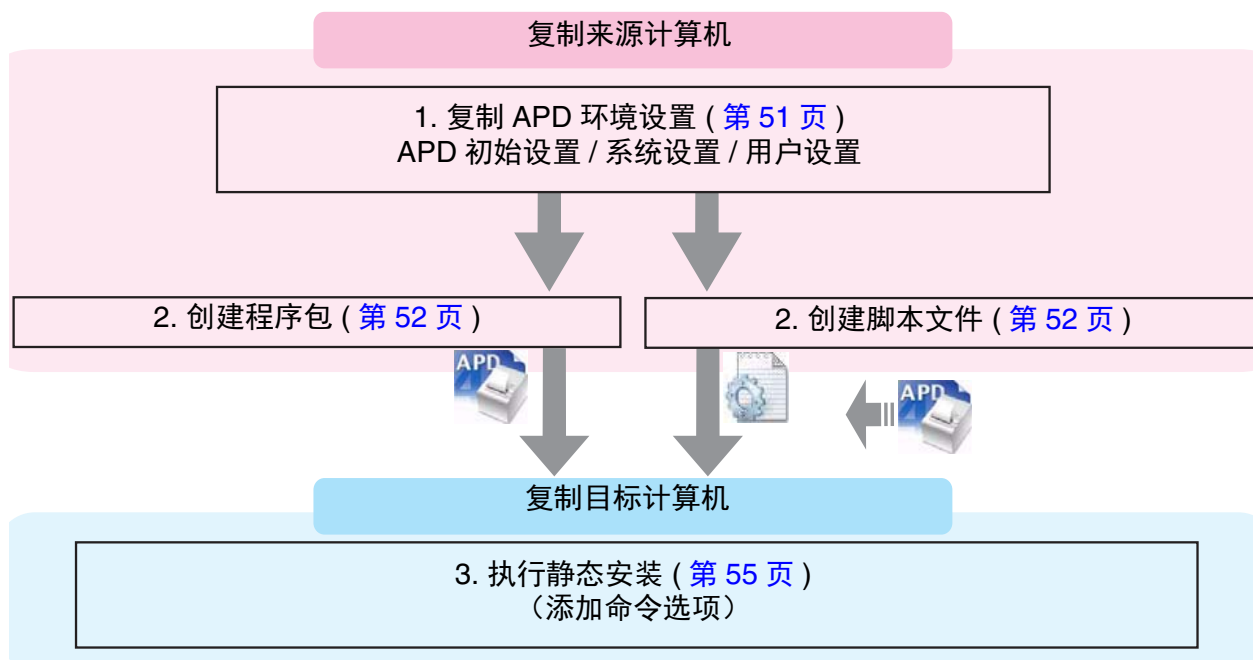 复制来源计算机
1. 复制 APD 环境设置 ( 第 51 页 )
APD 初始设置 / 系统设置 / 用户设置
2. 创建程序包 ( 第 52 页 )
2. 创建脚本文件 ( 第 52 页 )
APD
APD
复制目标计算机
3. 执行静态安装 ( 第 55 页 )
（添加命令选项）